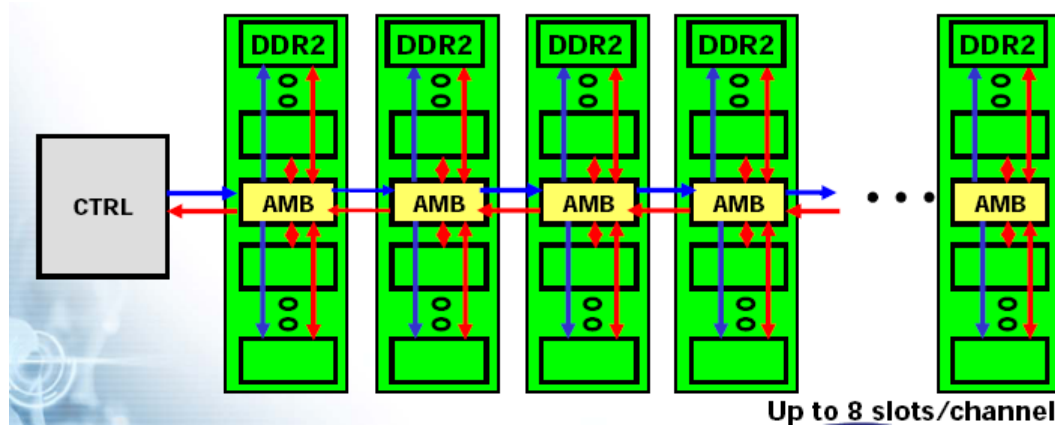 DDR2 DDR2 DDR2 DDR2 DDR2
CTRL AMB AMB AMB AMB • • • AMB
Up to 8 slots/channel